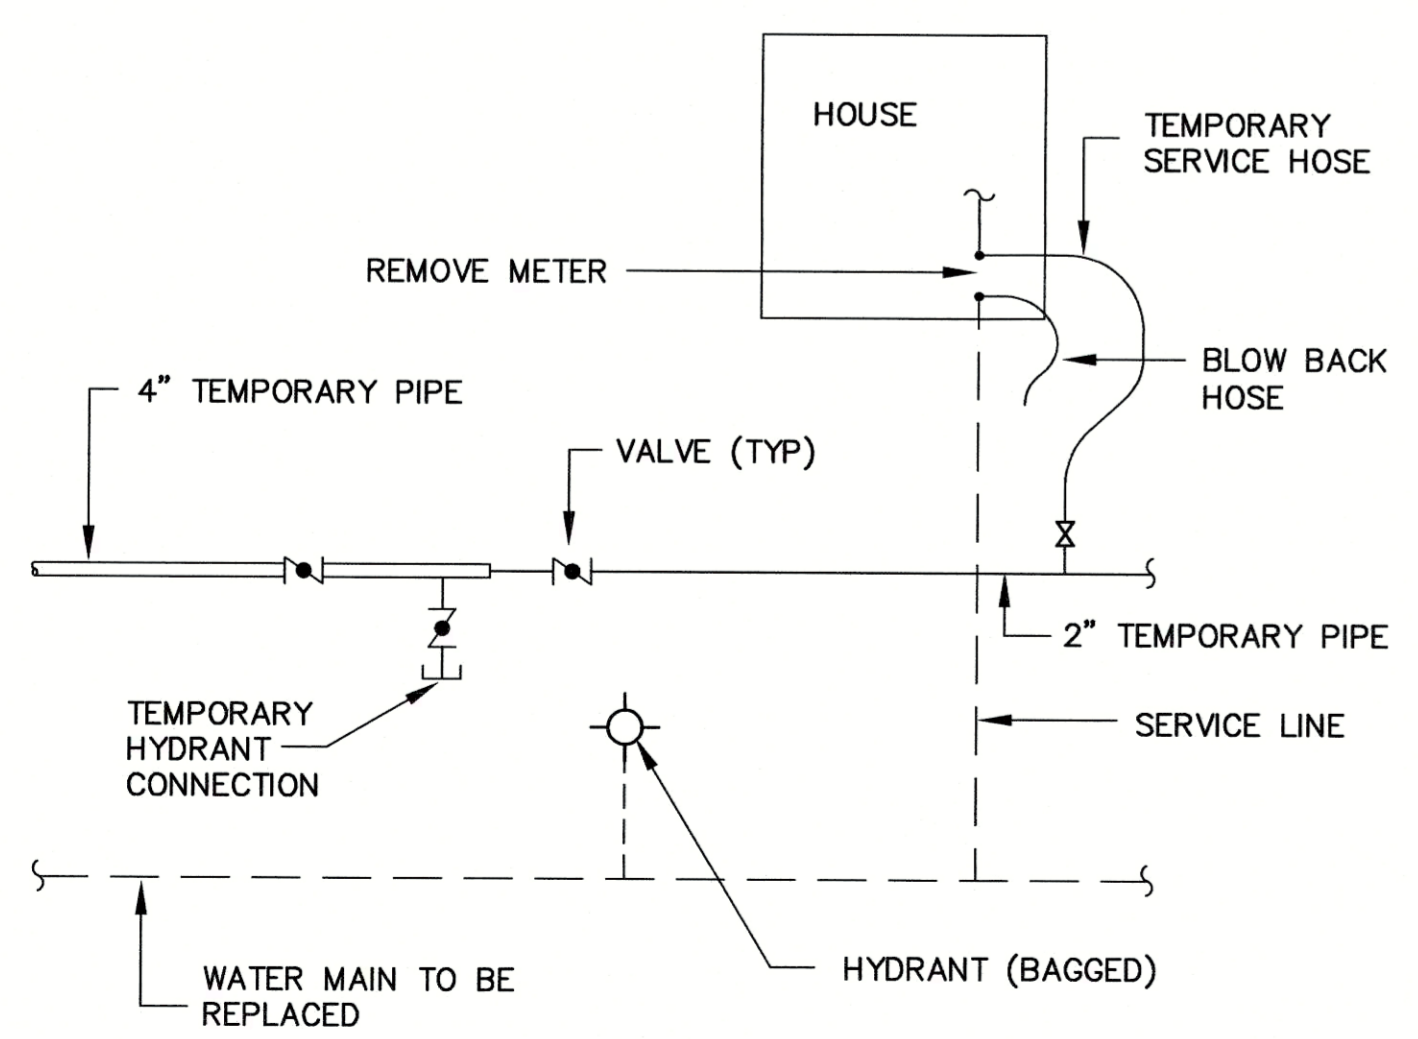 HOUSE
TEMPORARY
SERVICE HOSE
REMOVE METER
BLOW BACK
HOSE
4” TEMPORARY PIPE
VALVE (TYP)
2” TEMPORARY PIPE
TEMPORARY
HYDRANT
CONNECTION
SERVICE LINE
HYDRANT (BAGGED)
WATER MAIN TO BE
REPLACED